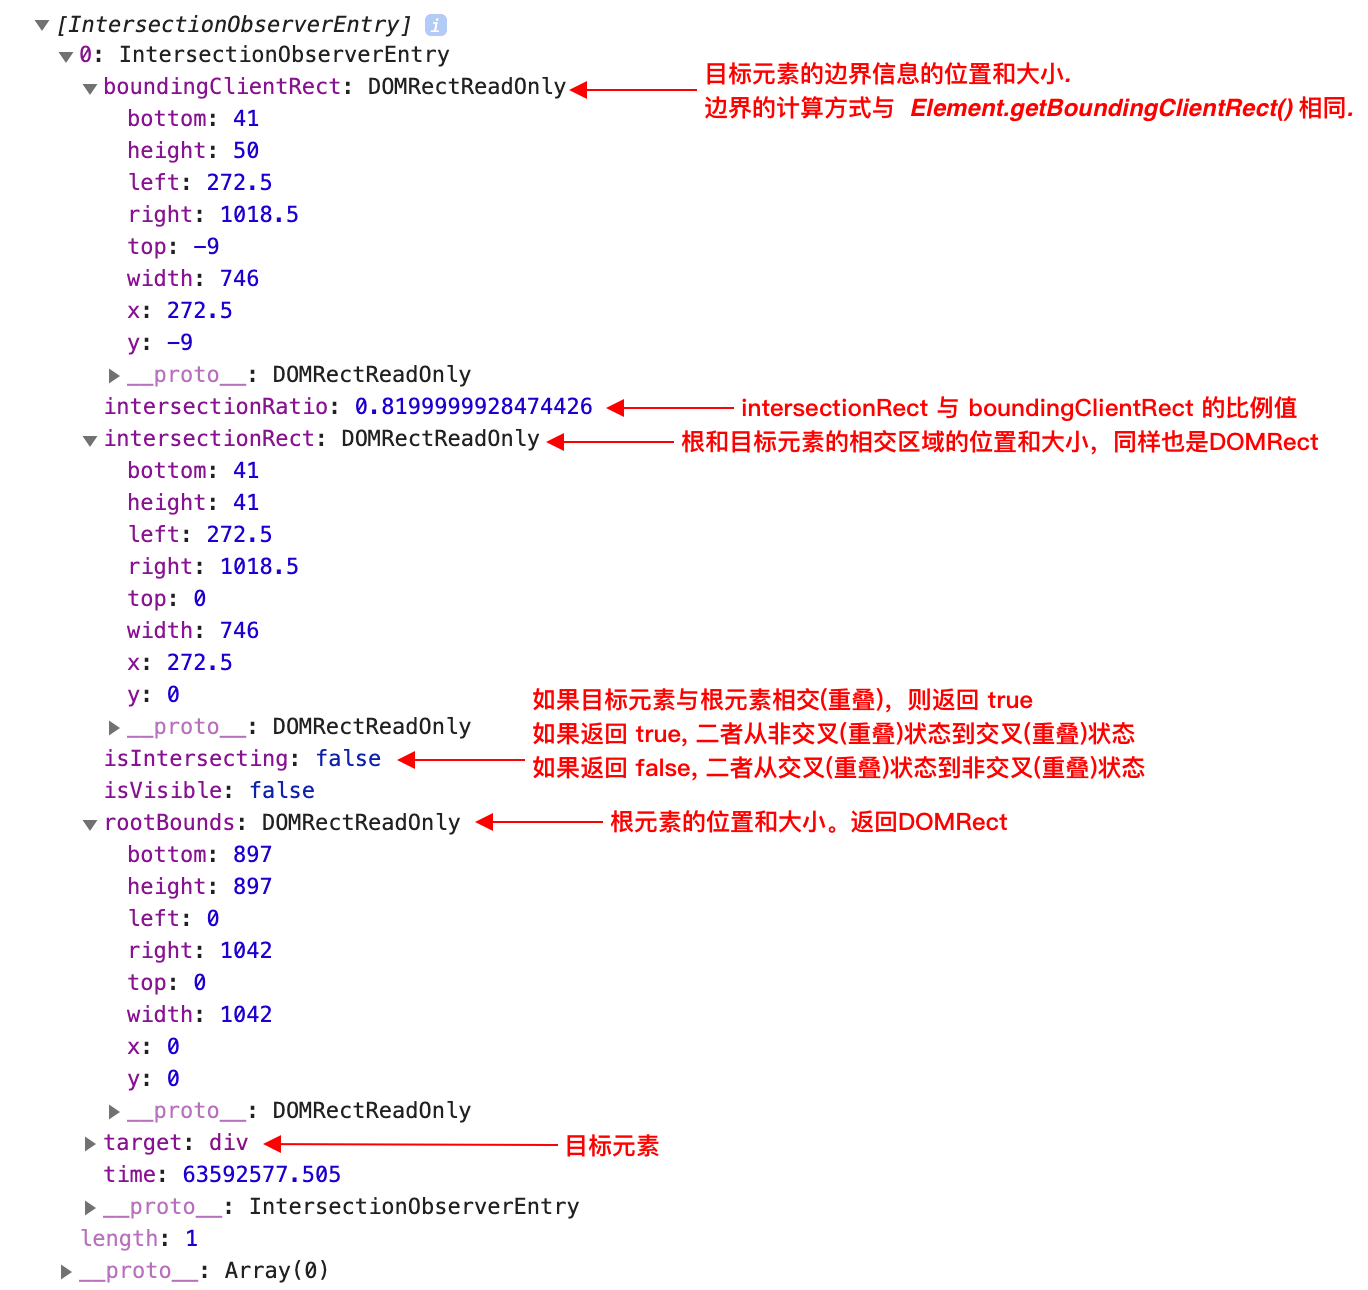 [IntersectionObserverEntry] i
0: IntersectionObserverEntry
boundingClientRect: DOMRectReadOnly
目标元素的边界信息的位置和大小.
边界的计算方式与 Element.getBoundingClientRect() 相同.
bottom: 41
height: 50
left: 272.5
right: 1018.5
top: -9
width: 746
x: 272.5
y: -9
__proto__: DOMRectReadOnly
intersectionRatio: 0.8199999928474426
intersectionRect 与 boundingClientRect 的比例值
intersectionRect: DOMRectReadOnly
根和目标元素的相交区域的位置和大小，同样也是DOMRect
bottom: 41
height: 41
left: 272.5
right: 1018.5
top: 0
width: 746
x: 272.5
y: 0
__proto__: DOMRectReadOnly
如果目标元素与根元素相交(重叠)，则返回 true
如果返回 true, 二者从非交叉(重叠)状态到交叉(重叠)状态
如果返回 false, 二者从交叉(重叠)状态到非交叉(重叠)状态
isIntersecting: false
isVisible: false
rootBounds: DOMRectReadOnly
根元素的位置和大小。返回DOMRect
bottom: 897
height: 897
left: 0
right: 1042
top: 0
width: 1042
x: 0
y: 0
__proto__: DOMRectReadOnly
target: div
目标元素
time: 63592577.505
__proto__: IntersectionObserverEntry
length: 1
__proto__: Array(0)